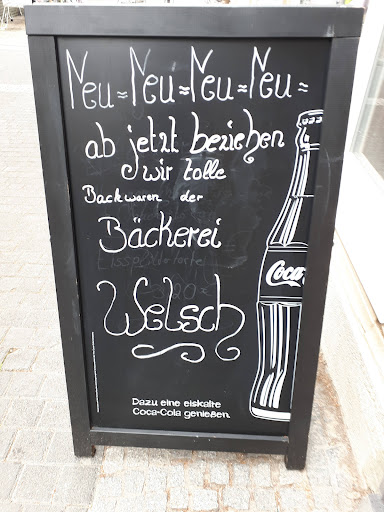 Neu ≈ Neu ≈ Neu ≈ Neu ≈
ab jetzt beziehen
wir tolle
Backwaren der
Bäckerei
Welsch
Coca
Dazu eine eiskalte
Coca-Cola genießen.